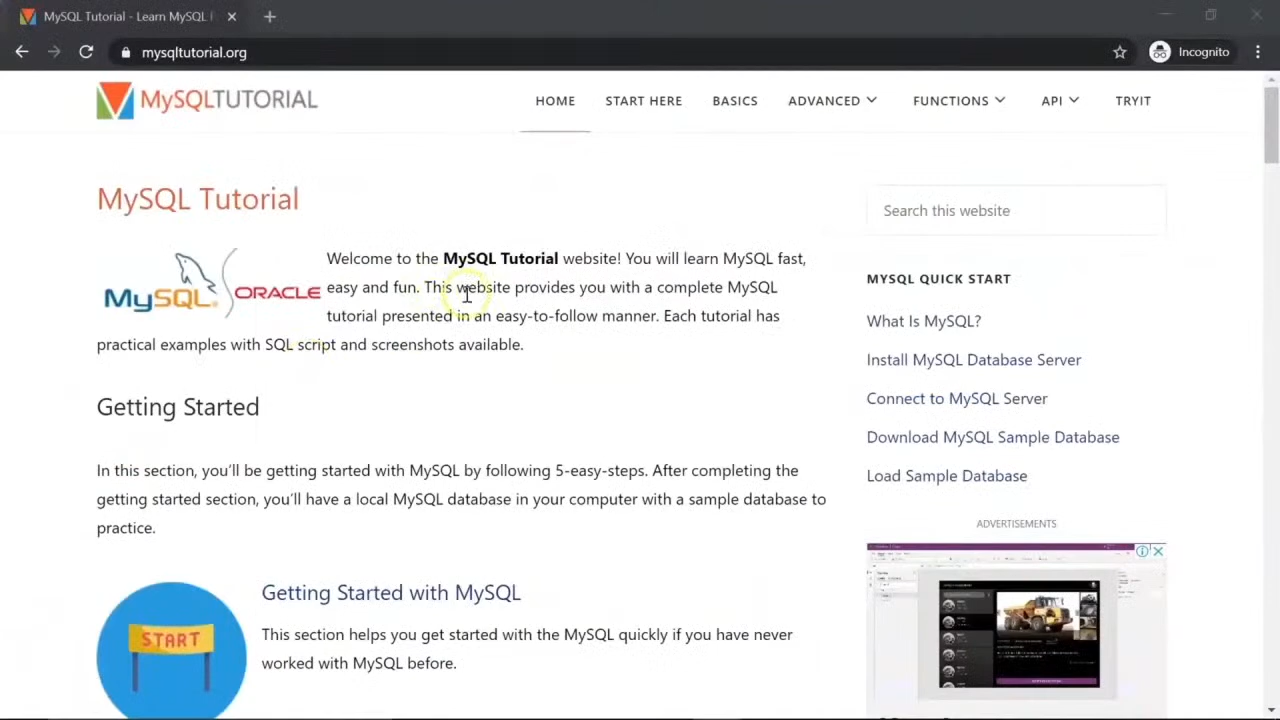 MySQL Tutorial - Learn MySQL
mysqltutorial.org
Incognito
MySQLTUTORIAL
HOME
START HERE
BASICS
ADVANCED
FUNCTIONS
API
TRYIT
MySQL Tutorial
Search this website
MySQL
ORACLE
Welcome to the MySQL Tutorial website! You will learn MySQL fast,
easy and fun. This website provides you with a complete MySQL
tutorial presented in an easy-to-follow manner. Each tutorial has
practical examples with SQL script and screenshots available.
MYSQL QUICK START
What Is MySQL?
Install MySQL Database Server
Connect to MySQL Server
Download MySQL Sample Database
Load Sample Database
Getting Started
In this section, you'll be getting started with MySQL by following 5-easy-steps. After completing the
getting started section, you'll have a local MySQL database in your computer with a sample database to
practice.
ADVERTISEMENTS
START
Getting Started with MySQL
This section helps you get started with the MySQL quickly if you have never
worked with MySQL before.